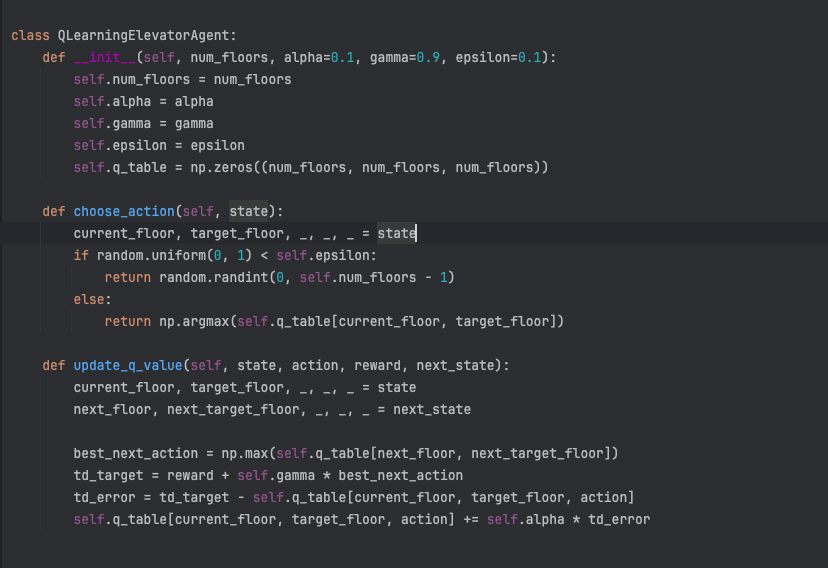 class QLearningElevatorAgent:
    def __init__(self, num_floors, alpha=0.1, gamma=0.9, epsilon=0.1):
        self.num_floors = num_floors
        self.alpha = alpha
        self.gamma = gamma
        self.epsilon = epsilon
        self.q_table = np.zeros((num_floors, num_floors, num_floors))

    def choose_action(self, state):
        current_floor, target_floor, _, _, _ = state
        if random.uniform(0, 1) < self.epsilon:
            return random.randint(0, self.num_floors - 1)
        else:
            return np.argmax(self.q_table[current_floor, target_floor])

    def update_q_value(self, state, action, reward, next_state):
        current_floor, target_floor, _, _, _ = state
        next_floor, next_target_floor, _, _, _ = next_state

        best_next_action = np.max(self.q_table[next_floor, next_target_floor])
        td_target = reward + self.gamma * best_next_action
        td_error = td_target - self.q_table[current_floor, target_floor, action]
        self.q_table[current_floor, target_floor, action] += self.alpha * td_error